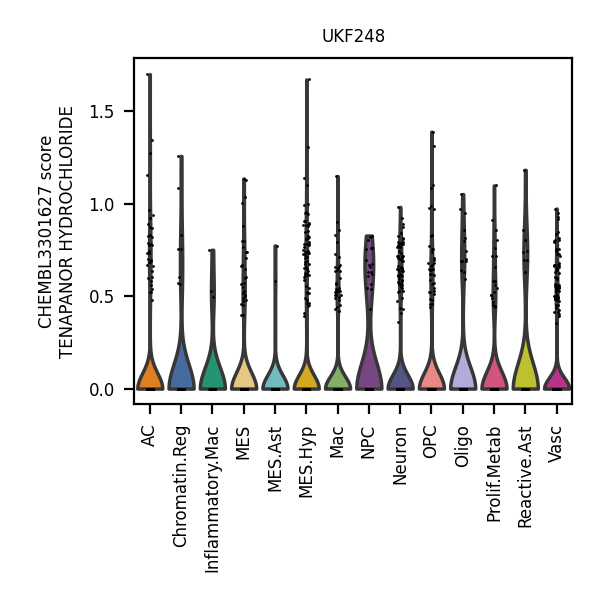 UKF248
CHEMBL3301627 score
TENAPANOR HYDROCHLORIDE
1.5
1.0
0.5
0.0
AC
Chromatin.Reg
Inflammatory.Mac
MES
MES.Ast
MES.Hyp
Mac
NPC
Neuron
OPC
Oligo
Prolif.Metab
Reactive.Ast
Vasc